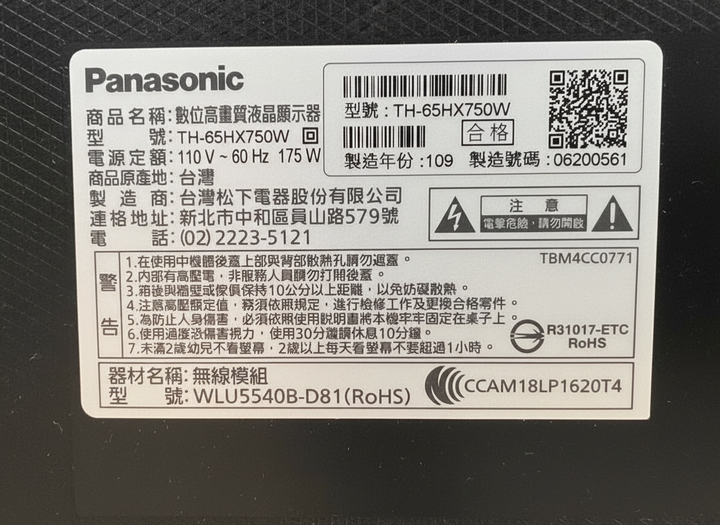 Panasonic
商品名稱:數位高畫質液晶顯示器
型號:TH-65HX750W
電源定額:110 V ~ 60 Hz 175 W
商品原產地:台灣
製造商:台灣松下電器股份有限公司
連絡地址:新北市中和區員山路579號
電話:(02) 2223-5121
型號:TH-65HX750W
合格
製造年份:109 製造號碼:06200561
注意
電擊危險,請勿開啟
TBM4CC0771
警告
1.在使用中機體後蓋上部與背部散熱孔請勿遮蓋。
2.內部有高壓電,非服務人員請勿打開後蓋。
3.箱後與牆壁或傢俱保持10公分以上距離,以免妨礙散熱。
4.注意高壓額定值,務須依照規定,進行檢修工作及更換合格零件。
5.為防止人身傷害,必須依照使用說明書將本機牢牢固定在桌子上。
6.使用過度恐傷害視力,使用30分鐘請休息10分鐘。
7.未滿2歲幼兒不看螢幕,2歲以上每天看螢幕不要超過1小時。
R31017-ETC
RoHS
器材名稱:無線模組
型號:WLU5540B-D81(RoHS)
CCAM18LP1620T4